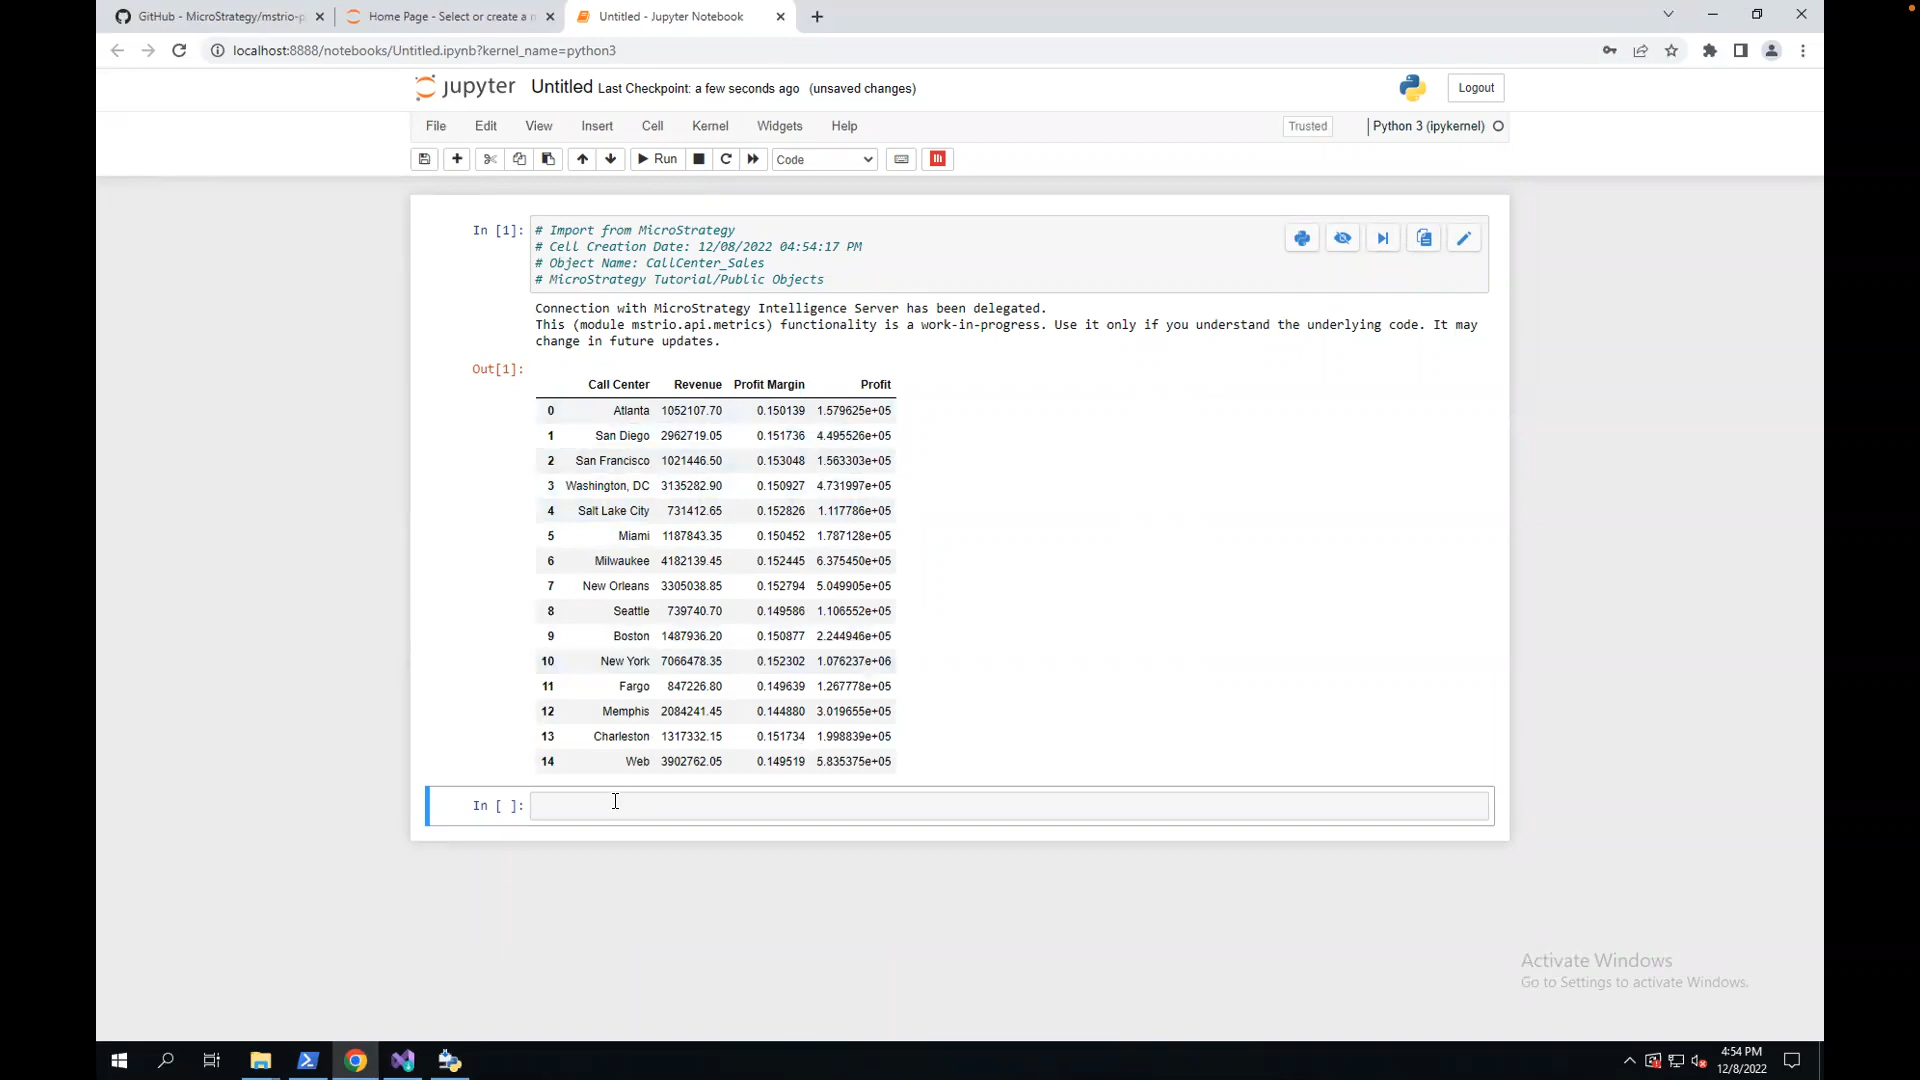 GitHub - MicroStrategy/mstrio-p
Home Page - Select or create a n
Untitled - Jupyter Notebook
localhost:8888/notebooks/Untitled.ipynb?kernel_name=python3
jupyter Untitled Last Checkpoint: a few seconds ago (unsaved changes)
Logout
File Edit View Insert Cell Kernel Widgets Help
Trusted
Python 3 (ipykernel)
Run
Code
In [1]:
# Import from MicroStrategy
# Cell Creation Date: 12/08/2022 04:54:17 PM
# Object Name: CallCenter_Sales
# MicroStrategy Tutorial/Public Objects
Connection with MicroStrategy Intelligence Server has been delegated.
This (module mstrio.api.metrics) functionality is a work-in-progress. Use it only if you understand the underlying code. It may
change in future updates.
Out[1]:
Call Center Revenue Profit Margin Profit
0 Atlanta 1052107.70 0.150139 1.579625e+05
1 San Diego 2962719.05 0.151736 4.495526e+05
2 San Francisco 1021446.50 0.153048 1.563303e+05
3 Washington, DC 3135282.90 0.150927 4.731997e+05
4 Salt Lake City 731412.65 0.152826 1.117786e+05
5 Miami 1187843.35 0.150452 1.787128e+05
6 Milwaukee 4182139.45 0.152445 6.375450e+05
7 New Orleans 3305038.85 0.152794 5.049905e+05
8 Seattle 739740.70 0.149586 1.106552e+05
9 Boston 1487936.20 0.150877 2.244946e+05
10 New York 7066478.35 0.152302 1.076237e+06
11 Fargo 847226.80 0.149639 1.267778e+05
12 Memphis 2084241.45 0.144880 3.019655e+05
13 Charleston 1317332.15 0.151734 1.998839e+05
14 Web 3902762.05 0.149519 5.835375e+05
In [ ]:
Activate Windows
Go to Settings to activate Windows.
4:54 PM
12/8/2022